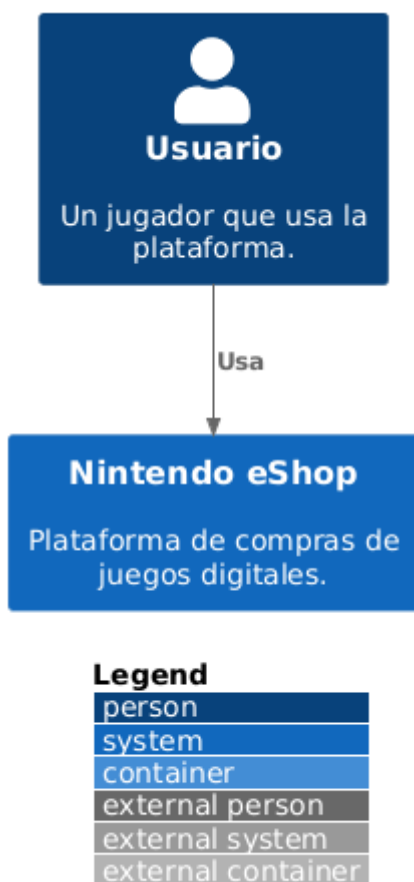 Usuario
Un jugador que usa la
plataforma.
Usa
Nintendo eShop
Plataforma de compras de
juegos digitales.
Legend
person
system
container
external person
external system
external container